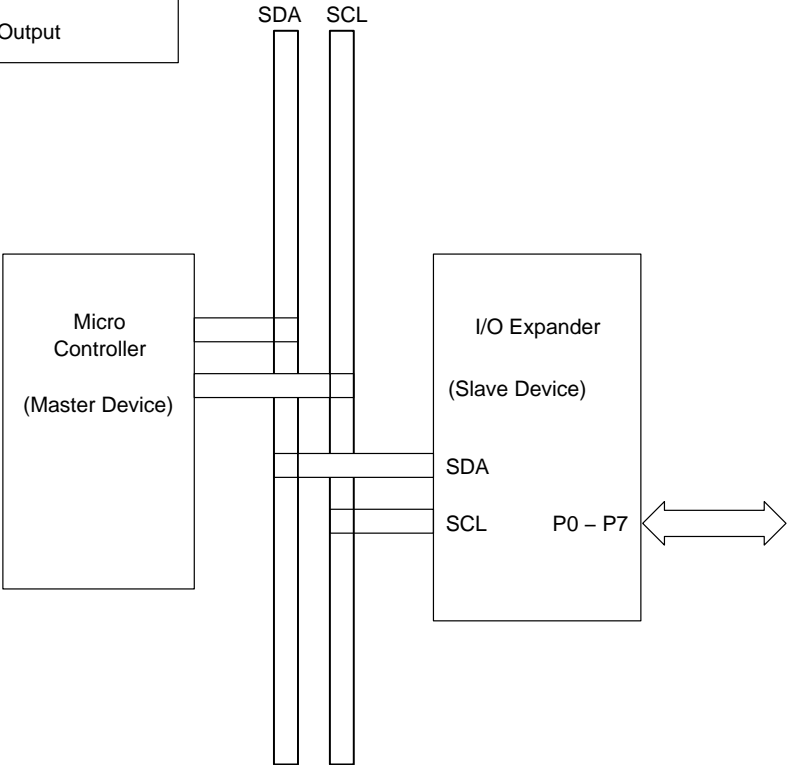 Output
SDA SCL
Micro
Controller
(Master Device)
I/O Expander
(Slave Device)
SDA
SCL P0 – P7